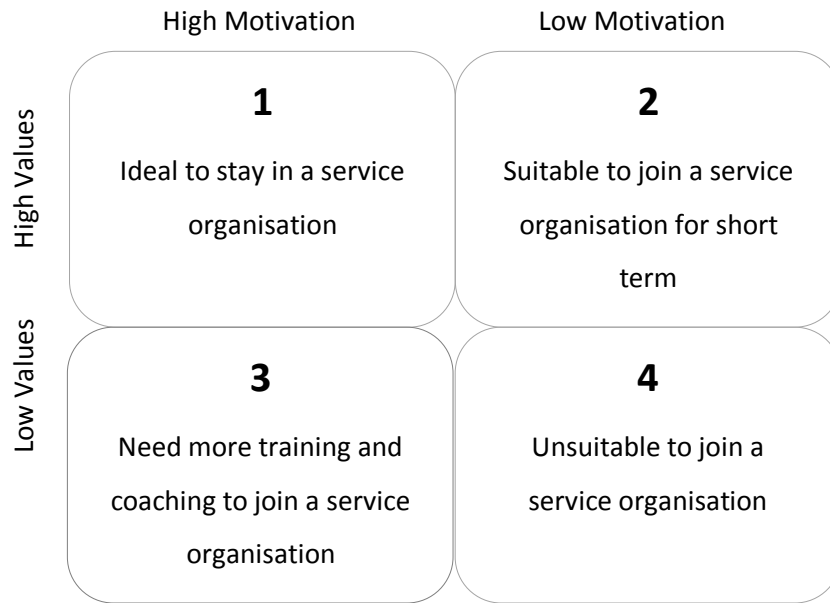 High Motivation
Low Motivation
High Values
1
Ideal to stay in a service
organisation
2
Suitable to join a service
organisation for short
term
Low Values
3
Need more training and
coaching to join a service
organisation
4
Unsuitable to join a
service organisation